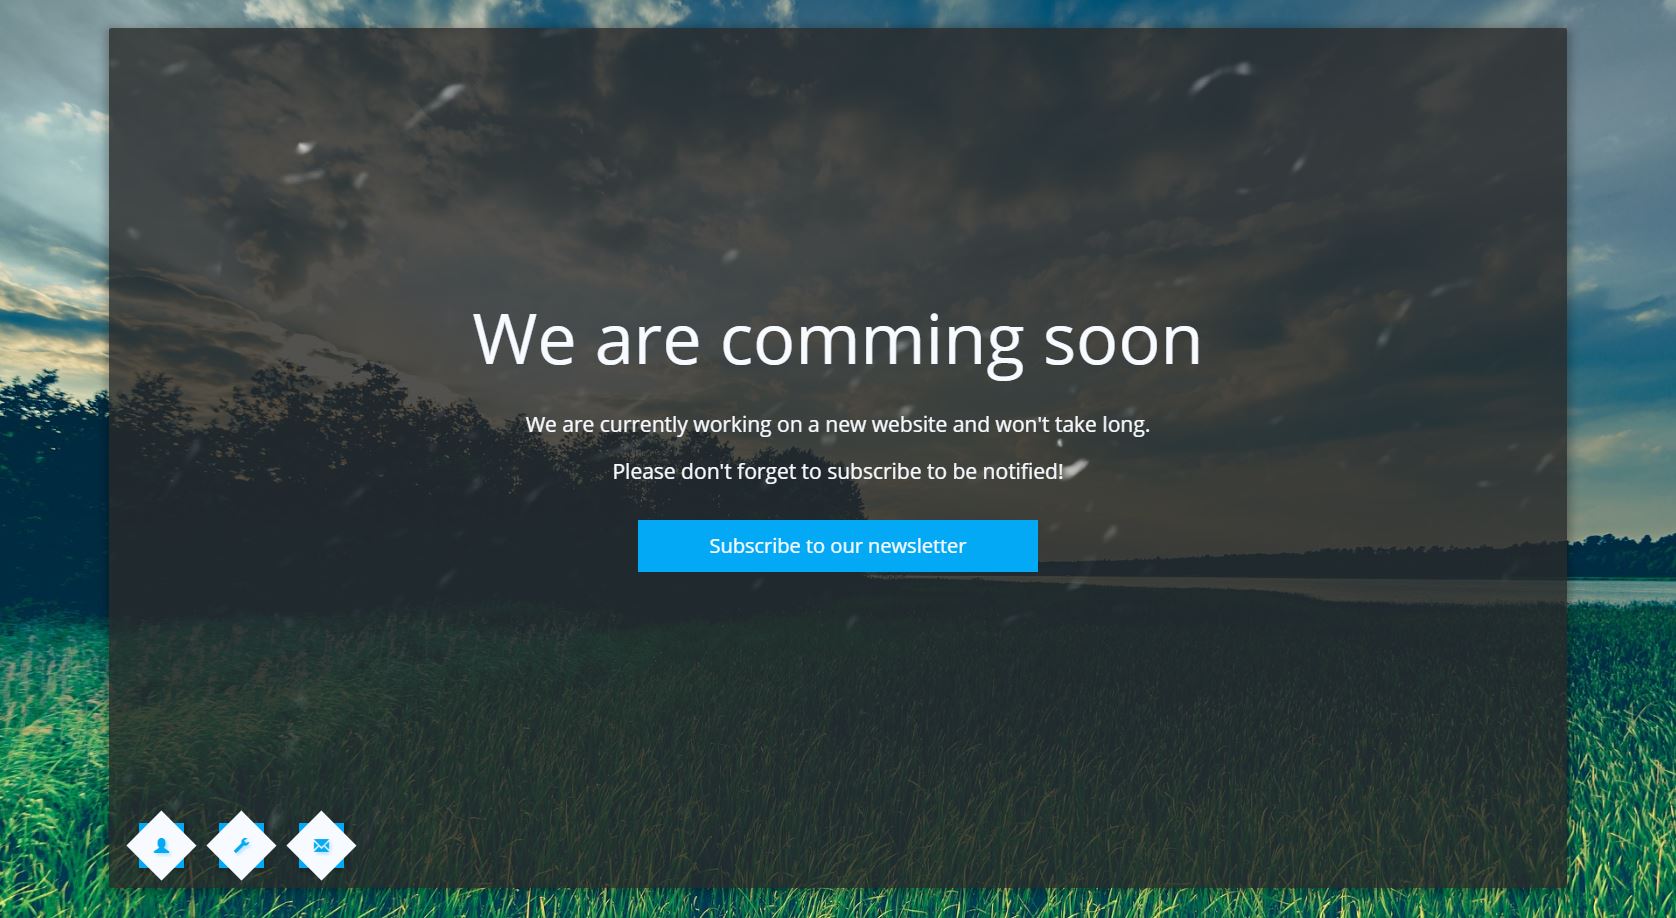 We are comming soon
We are currently working on a new website and won't take long.
Please don't forget to subscribe to be notified!
Subscribe to our newsletter